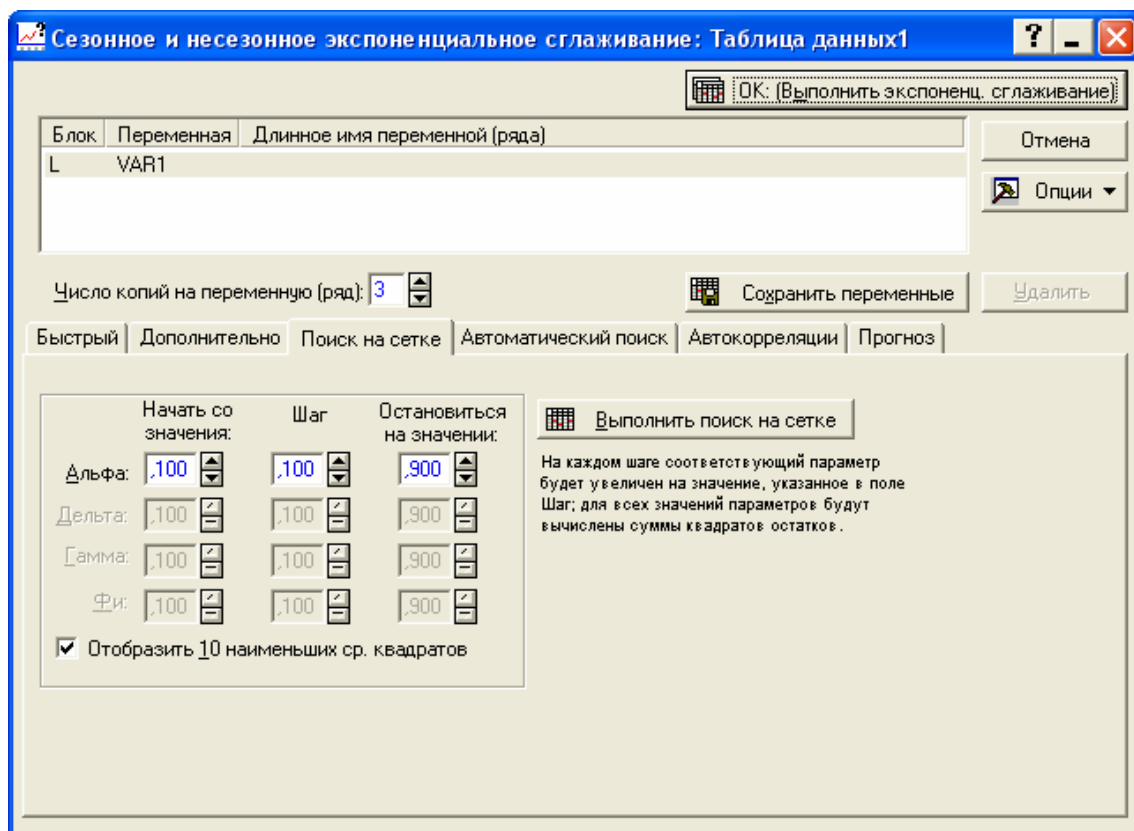 Сезонное и несезонное экспоненциальное сглаживание: Таблица данных1
OK: (Выполнить экспоненц. сглаживание)
Блок Переменная Длинное имя переменной (ряда)
L VAR1
Отмена
Опции
Число копий на переменную (ряд): 3
Сохранить переменные
Удалить
Быстрый Дополнительно Поиск на сетке Автоматический поиск Автокорреляции Прогноз
Начать со значения: Шаг Остановиться на значении:
Альфа: ,100 ,100 ,900
Дельта: ,100 ,100 ,900
Гамма: ,100 ,100 ,900
Фи: ,100 ,100 ,900
Отобразить 10 наименьших ср. квадратов
Выполнить поиск на сетке
На каждом шаге соответствующий параметр
будет увеличен на значение, указанное в поле
Шаг; для всех значений параметров будут
вычислены суммы квадратов остатков.